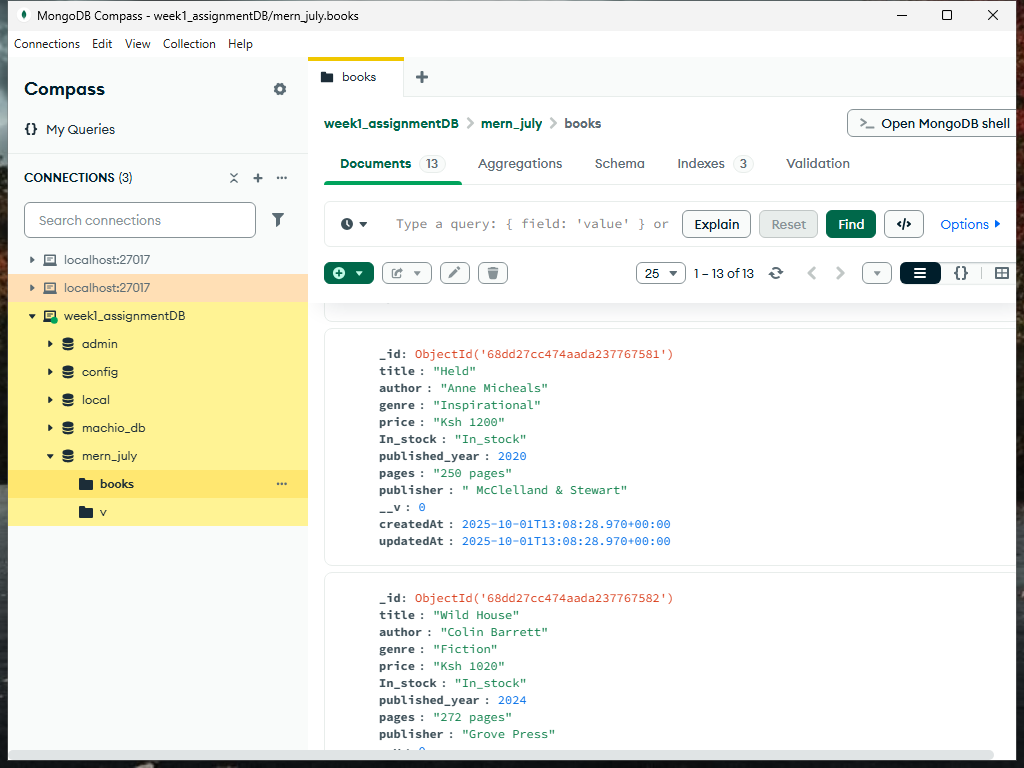 MongoDB Compass - week1_assignmentDB/mern_july.books
Connections Edit View Collection Help
Compass
{} My Queries
CONNECTIONS (3)
Search connections
localhost:27017
localhost:27017
week1_assignmentDB
admin
config
local
machio_db
mern_july
books
v
books
week1_assignmentDB > mern_july > books
>_ Open MongoDB shell
Documents 13 Aggregations Schema Indexes 3 Validation
Type a query: { field: 'value' } or Explain Reset Find </> Options
25 1 – 13 of 13 {}
_id: ObjectId('68dd27cc474aada237767581')
title : "Held"
author : "Anne Micheals"
genre : "Inspirational"
price : "Ksh 1200"
In_stock : "In_stock"
published_year : 2020
pages : "250 pages"
publisher : " McClelland & Stewart"
__v : 0
createdAt : 2025-10-01T13:08:28.970+00:00
updatedAt : 2025-10-01T13:08:28.970+00:00
_id: ObjectId('68dd27cc474aada237767582')
title : "Wild House"
author : "Colin Barrett"
genre : "Fiction"
price : "Ksh 1020"
In_stock : "In_stock"
published_year : 2024
pages : "272 pages"
publisher : "Grove Press"